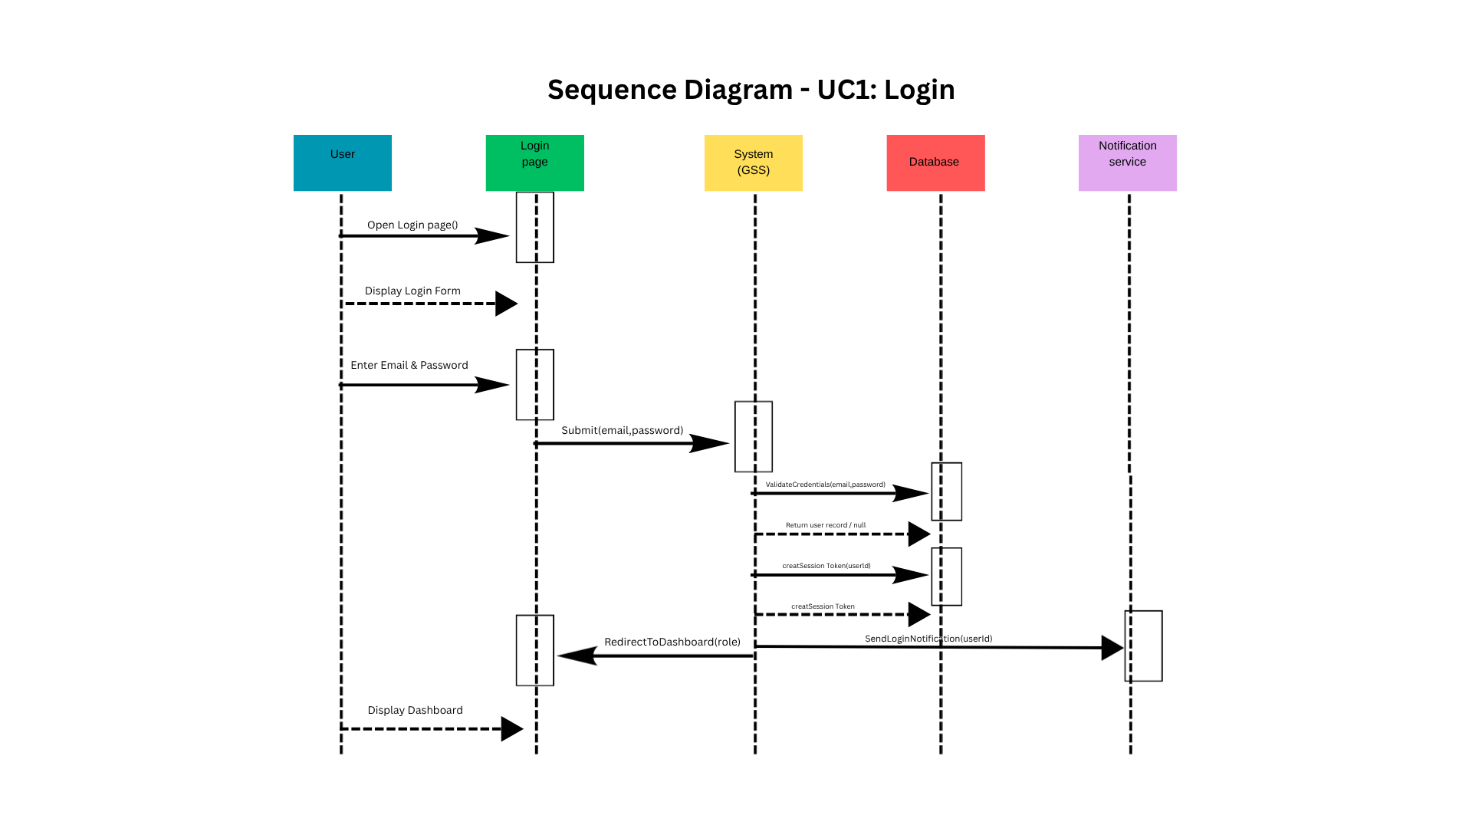 Sequence Diagram - UC1: Login
User
Login
page
System
(GSS)
Database
Notification
service
Open Login page()
Display Login Form
Enter Email & Password
Submit(email,password)
ValidateCredentials(email,password)
Return user record / null
creatSession Token(userId)
creatSession Token
SendLoginNotification(userId)
RedirectToDashboard(role)
Display Dashboard